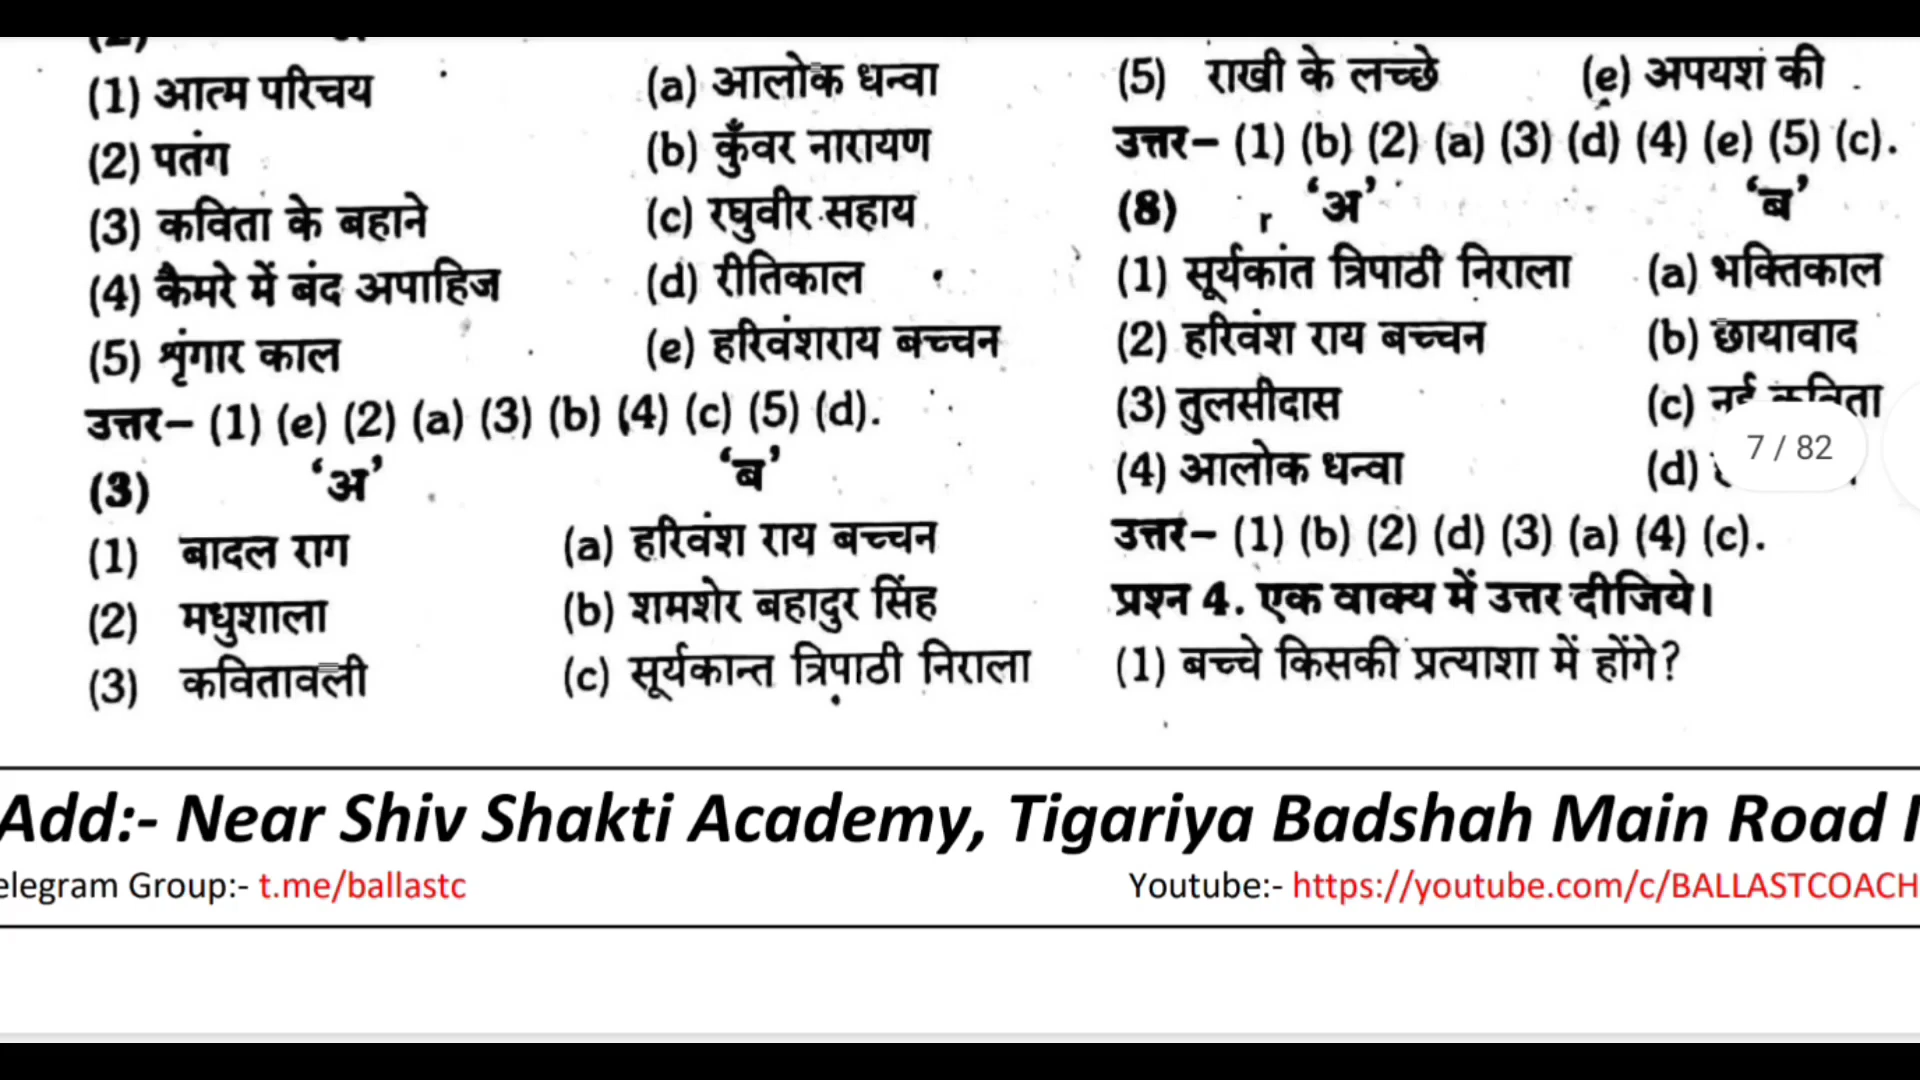 (1) आत्म परिचय (a) आलोक धन्वा
(2) पतंग (b) कुँवर नारायण
(3) कविता के बहाने (c) रघुवीर सहाय
(4) कैमरे में बंद अपाहिज (d) रीतिकाल
(5) शृंगार काल (e) हरिवंशराय बच्चन
उत्तर– (1) (e) (2) (a) (3) (b) (4) (c) (5) (d).
(3) ‘अ’ ‘ब’
(1) बादल राग (a) हरिवंश राय बच्चन
(2) मधुशाला (b) शमशेर बहादुर सिंह
(3) कवितावली (c) सूर्यकान्त त्रिपाठी निराला
(5) राखी के लच्छे (e) अपयश की
उत्तर– (1) (b) (2) (a) (3) (d) (4) (e) (5) (c).
(8) ‘अ’ ‘ब’
(1) सूर्यकांत त्रिपाठी निराला (a) भक्तिकाल
(2) हरिवंश राय बच्चन (b) छायावाद
(3) तुलसीदास (c) नई कविता
(4) आलोक धन्वा (d)
7 / 82
उत्तर– (1) (b) (2) (d) (3) (a) (4) (c).
प्रश्न 4. एक वाक्य में उत्तर दीजिये।
(1) बच्चे किसकी प्रत्याशा में होंगे?
Add:- Near Shiv Shakti Academy, Tigariya Badshah Main Road
elegram Group:- t.me/ballastc Youtube:- https://youtube.com/c/BALLASTCOACH